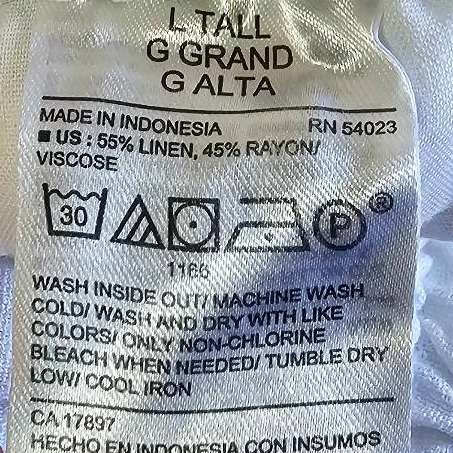 L TALL
G GRAND
G ALTA
MADE IN INDONESIA RN 54023
■ US : 55% LINEN, 45% RAYON/
VISCOSE
30 P ®
1166
WASH INSIDE OUT/ MACHINE WASH
COLD/ WASH AND DRY WITH LIKE
COLORS/ ONLY NON-CHLORINE
BLEACH WHEN NEEDED/ TUMBLE DRY
LOW/ COOL IRON
CA 17897
HECHO EN INDONESIA CON INSUMOS